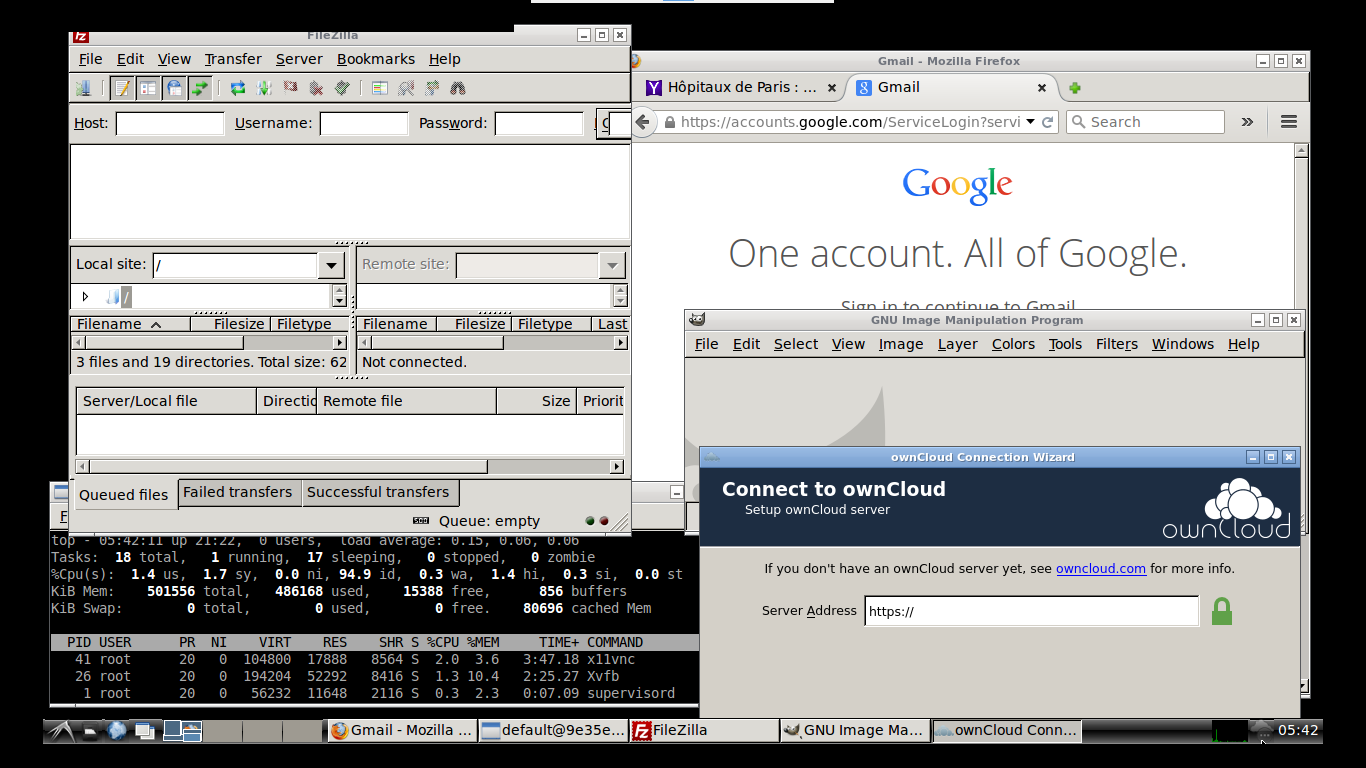 FileZilla
File Edit View Transfer Server Bookmarks Help
Host: Username: Password:
Local site: /
Remote site:
/
Filename Filesize Filetype
Filename Filesize Filetype Last
3 files and 19 directories. Total size: 62
Not connected.
Server/Local file Directic Remote file Size Priorit
Queued files Failed transfers Successful transfers
Queue: empty
Gmail - Mozilla Firefox
Hôpitaux de Paris : ... Gmail
https://accounts.google.com/ServiceLogin?servi Search
Google
One account. All of Google.
Sign in to continue to Gmail
GNU Image Manipulation Program
File Edit Select View Image Layer Colors Tools Filters Windows Help
ownCloud Connection Wizard
Connect to ownCloud
Setup ownCloud server
ownCloud
If you don't have an ownCloud server yet, see owncloud.com for more info.
Server Address https://
top - 05:42:11 up 21:22, 0 users, load average: 0.15, 0.06, 0.06
Tasks: 18 total, 1 running, 17 sleeping, 0 stopped, 0 zombie
%Cpu(s): 1.4 us, 1.7 sy, 0.0 ni, 94.9 id, 0.3 wa, 1.4 hi, 0.3 si, 0.0 st
KiB Mem: 501556 total, 486168 used, 15388 free, 856 buffers
KiB Swap: 0 total, 0 used, 0 free. 80696 cached Mem
PID USER PR NI VIRT RES SHR S %CPU %MEM TIME+ COMMAND
41 root 20 0 104800 17888 8564 S 2.0 3.6 3:47.18 x11vnc
26 root 20 0 194204 52292 8416 S 1.3 10.4 2:25.27 Xvfb
1 root 20 0 56232 11648 2116 S 0.3 2.3 0:07.09 supervisord
Gmail - Mozilla ... default@9e35e... FileZilla GNU Image Ma... ownCloud Conn... 05:42